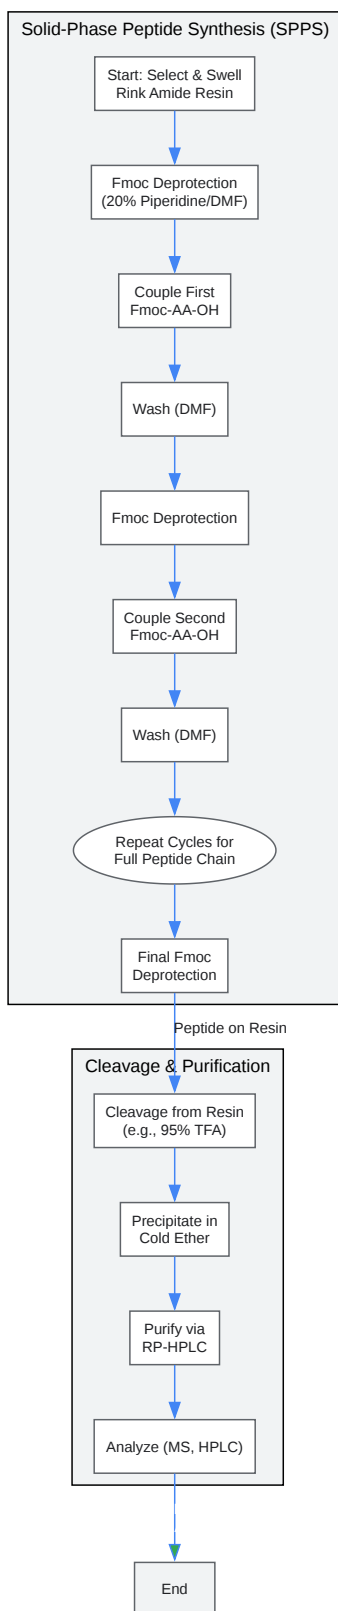 Solid-Phase Peptide Synthesis (SPPS)
Start: Select & Swell
Rink Amide Resin
Fmoc Deprotection
(20% Piperidine/DMF)
Couple First
Fmoc-AA-OH
Wash (DMF)
Fmoc Deprotection
Couple Second
Fmoc-AA-OH
Wash (DMF)
Repeat Cycles for
Full Peptide Chain
Final Fmoc
Deprotection
Peptide on Resin
Cleavage & Purification
Cleavage from Resin
(e.g., 95% TFA)
Precipitate in
Cold Ether
Purify via
RP-HPLC
Analyze (MS, HPLC)
End